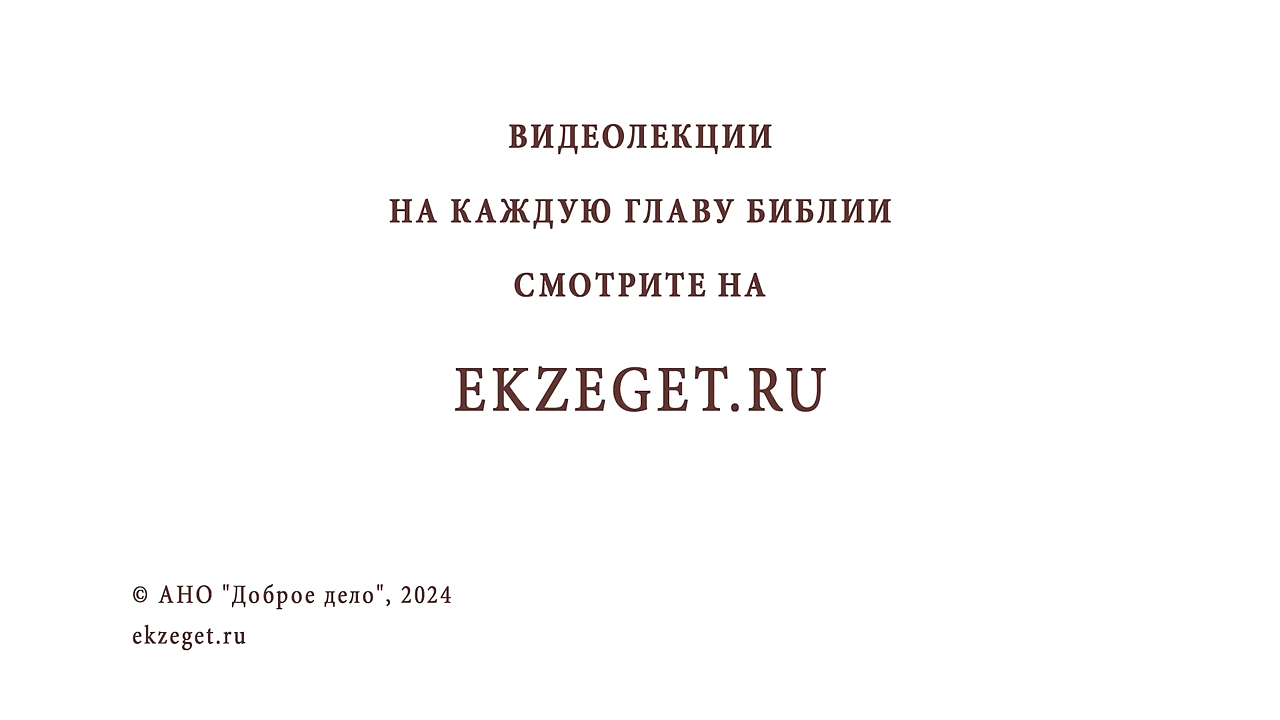 ВИДЕОЛЕКЦИИ
НА КАЖДУЮ ГЛАВУ БИБЛИИ
СМОТРИТЕ НА
EKZEGET.RU
© АНО "Доброе дело", 2024
ekzeget.ru